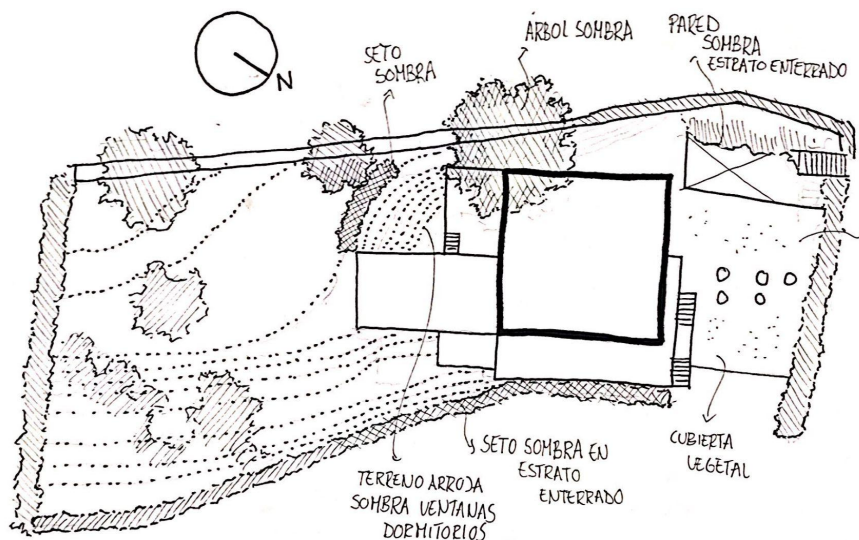 N
SETO
SOMBRA
ÁRBOL SOMBRA
PARED
SOMBRA
ESTRATO ENTERRADO
TERRENO ARROJA
SOMBRA VENTANAS
DORMITORIOS
SETO SOMBRA EN
ESTRATO
ENTERRADO
CUBIERTA
VEGETAL